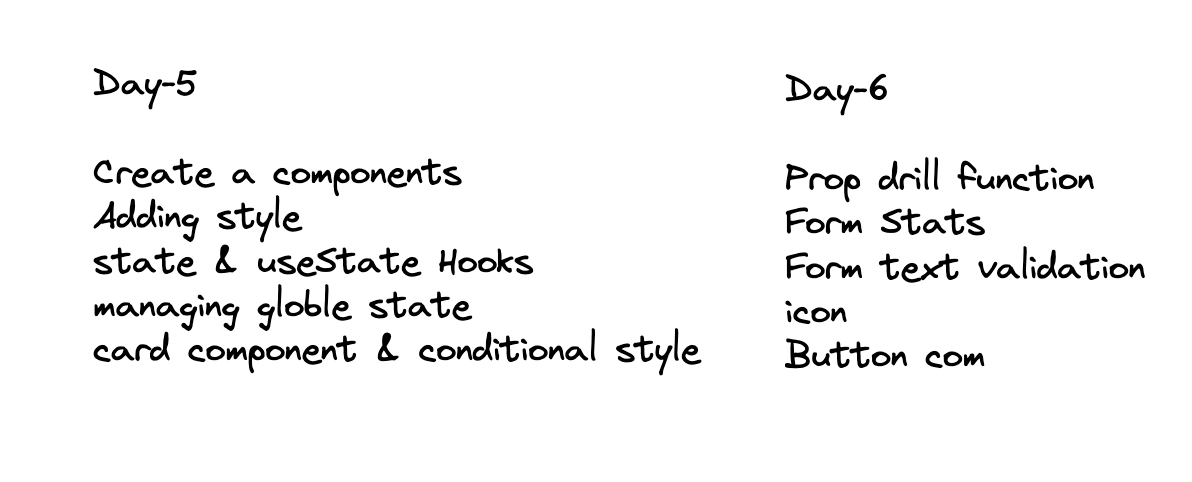 Day-5
Create a components
Adding style
state & useState Hooks
managing globle state
card component & conditional style
Day-6
Prop drill function
Form Stats
Form text validation
icon
Button com